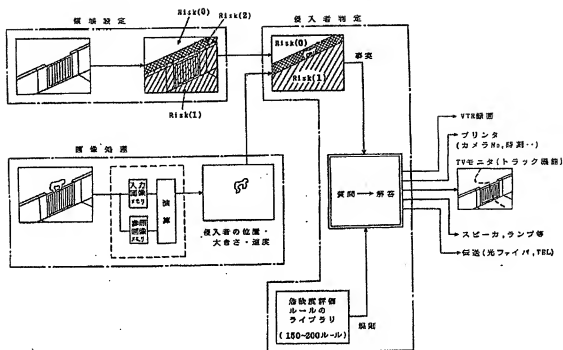 領域設定
Risk(0)
Risk(2)
Risk(1)
侵入者判定
Risk(0)
Risk(1)
事実
画像処理
入力
画像
メモリ
参照
画像
メモリ
演算
侵入者の位置・
大きさ・速度
質問 → 解答
VTR録画
プリンタ
(カメラNo,時刻‥)
TVモニタ(トラック機能)
スピーカ,ランプ等
伝送(光ファイバ,TEL)
危険度評価
ルールの
ライブラリ
(150~200ルール)
規則